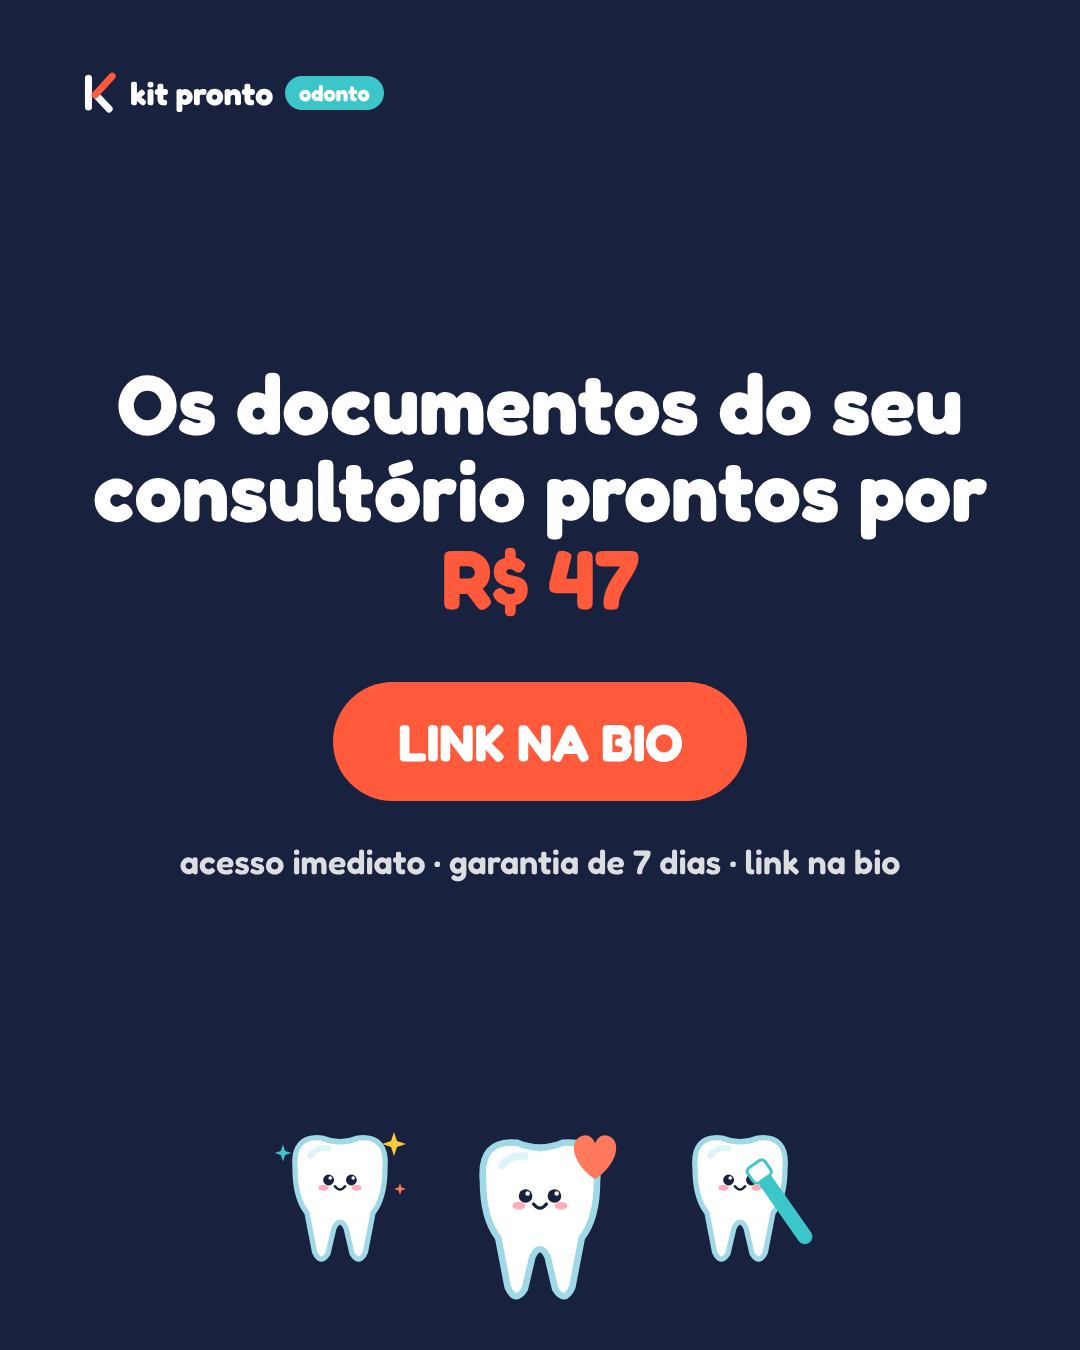 kit pronto odonto
Os documentos do seu
consultório prontos por
R$ 47
LINK NA BIO
acesso imediato · garantia de 7 dias · link na bio